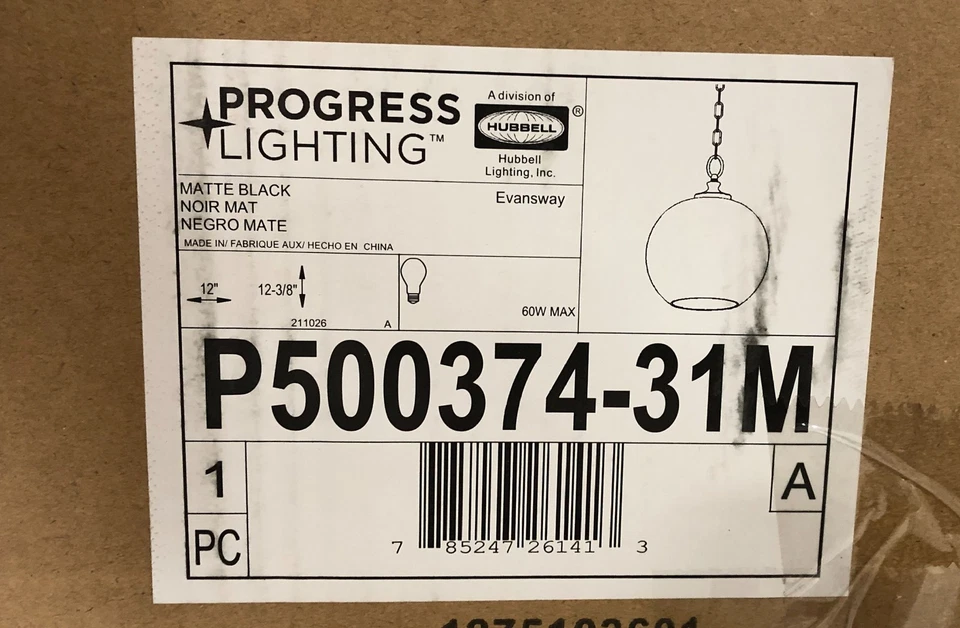 PROGRESS
LIGHTING™
A division of
HUBBELL ®
Hubbell
Lighting, Inc.
MATTE BLACK
NOIR MAT
NEGRO MATE
Evansway
MADE IN/ FABRIQUE AUX/ HECHO EN CHINA
12"
12-3/8"
211026 A
60W MAX
P500374-31M
1
PC
A
7 85247 26141 3